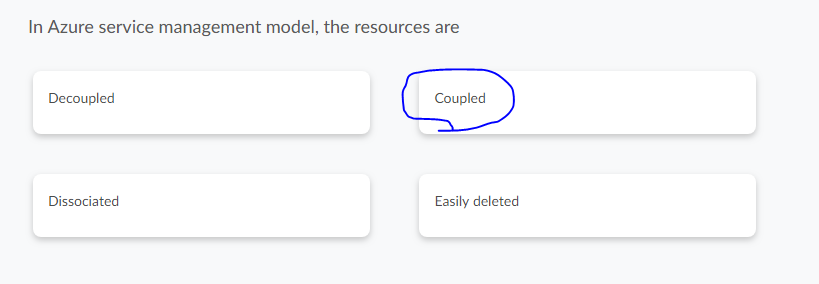 In Azure service management model, the resources are
Decoupled
Coupled
Dissociated
Easily deleted